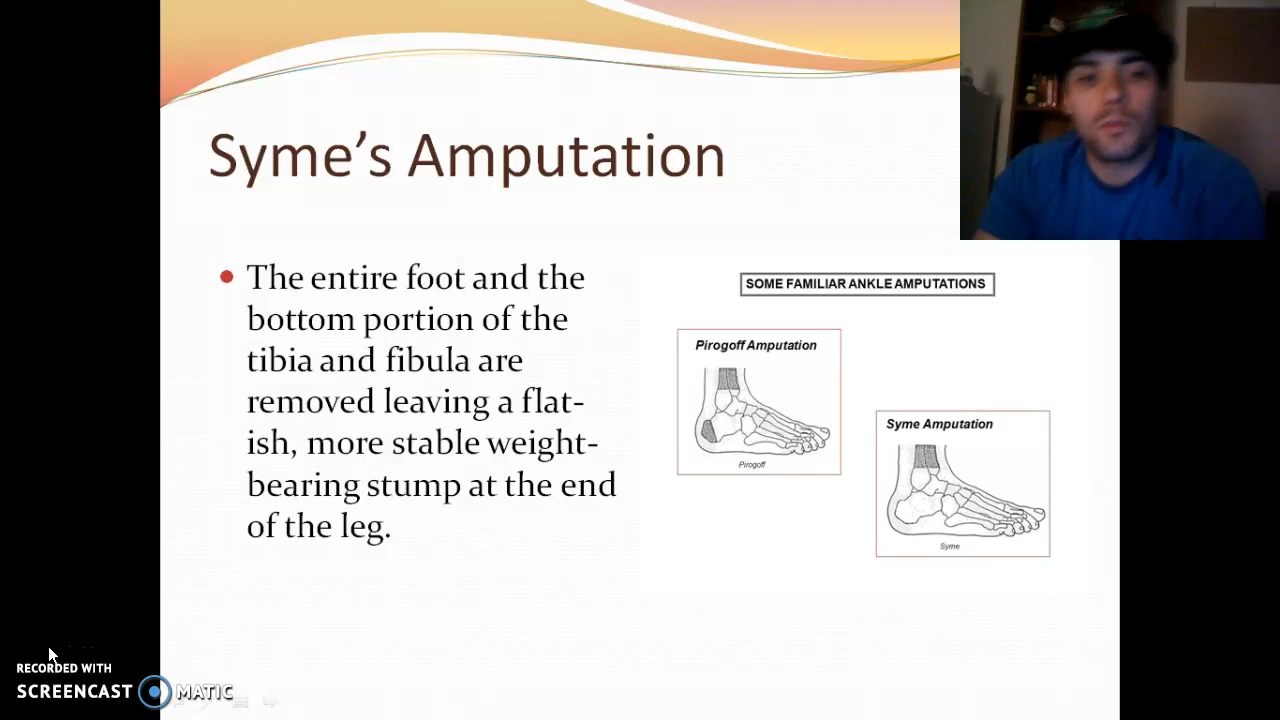 Syme’s Amputation
• The entire foot and the
bottom portion of the
tibia and fibula are
removed leaving a flat-
ish, more stable weight-
bearing stump at the end
of the leg.
SOME FAMILIAR ANKLE AMPUTATIONS
Pirogoff Amputation
Pirogoff
Syme Amputation
Syme
RECORDED WITH
SCREENCAST MATIC